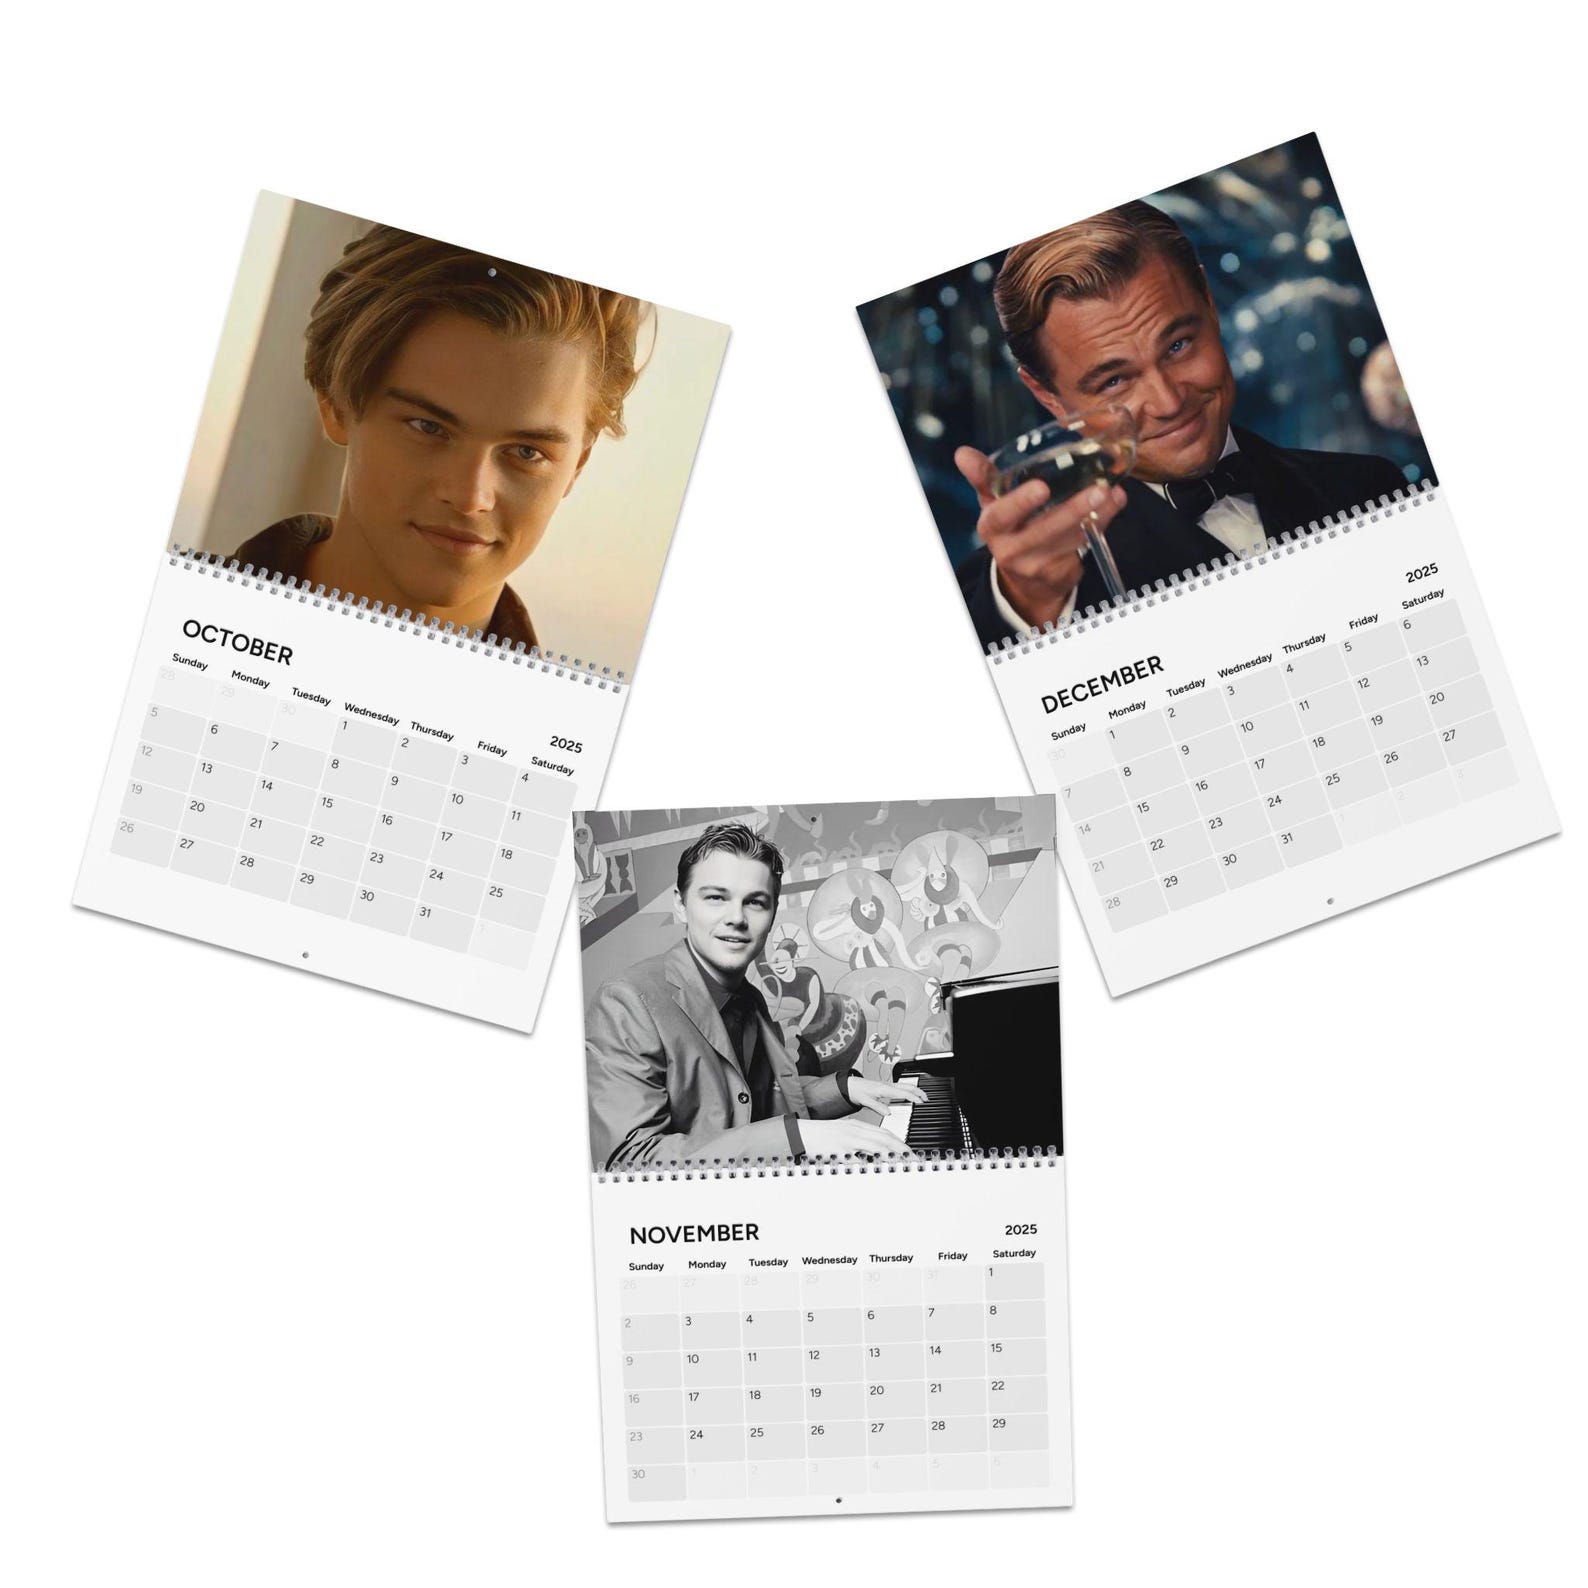 OCTOBER
2025
Sunday Monday Tuesday Wednesday Thursday Friday Saturday
28 29 30 1 2 3 4
5 6 7 8 9 10 11
12 13 14 15 16 17 18
19 20 21 22 23 24 25
26 27 28 29 30 31 1
DECEMBER
2025
Sunday Monday Tuesday Wednesday Thursday Friday Saturday
30 1 2 3 4 5 6
7 8 9 10 11 12 13
14 15 16 17 18 19 20
21 22 23 24 25 26 27
28 29 30 31 1 2 3
NOVEMBER 2025
Sunday Monday Tuesday Wednesday Thursday Friday Saturday
26 27 28 29 30 31 1
2 3 4 5 6 7 8
9 10 11 12 13 14 15
16 17 18 19 20 21 22
23 24 25 26 27 28 29
30 1 2 3 4 5 6